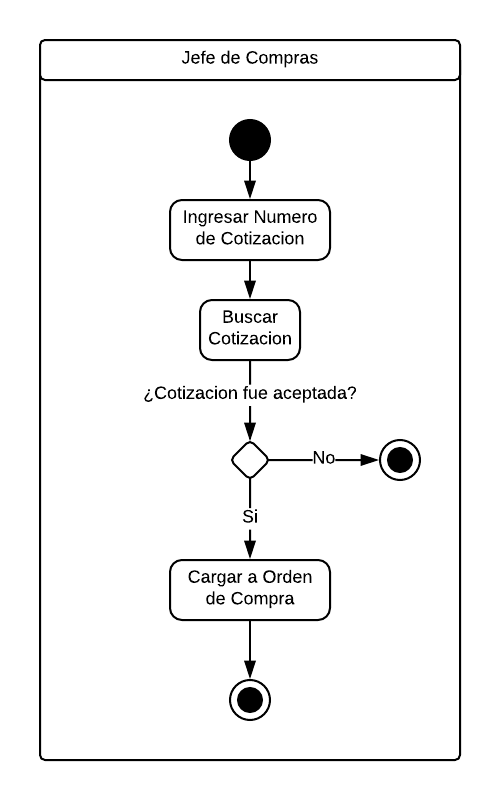 Jefe de Compras
Ingresar Numero
de Cotizacion
Buscar
Cotizacion
¿Cotizacion fue aceptada?
No
Si
Cargar a Orden
de Compra